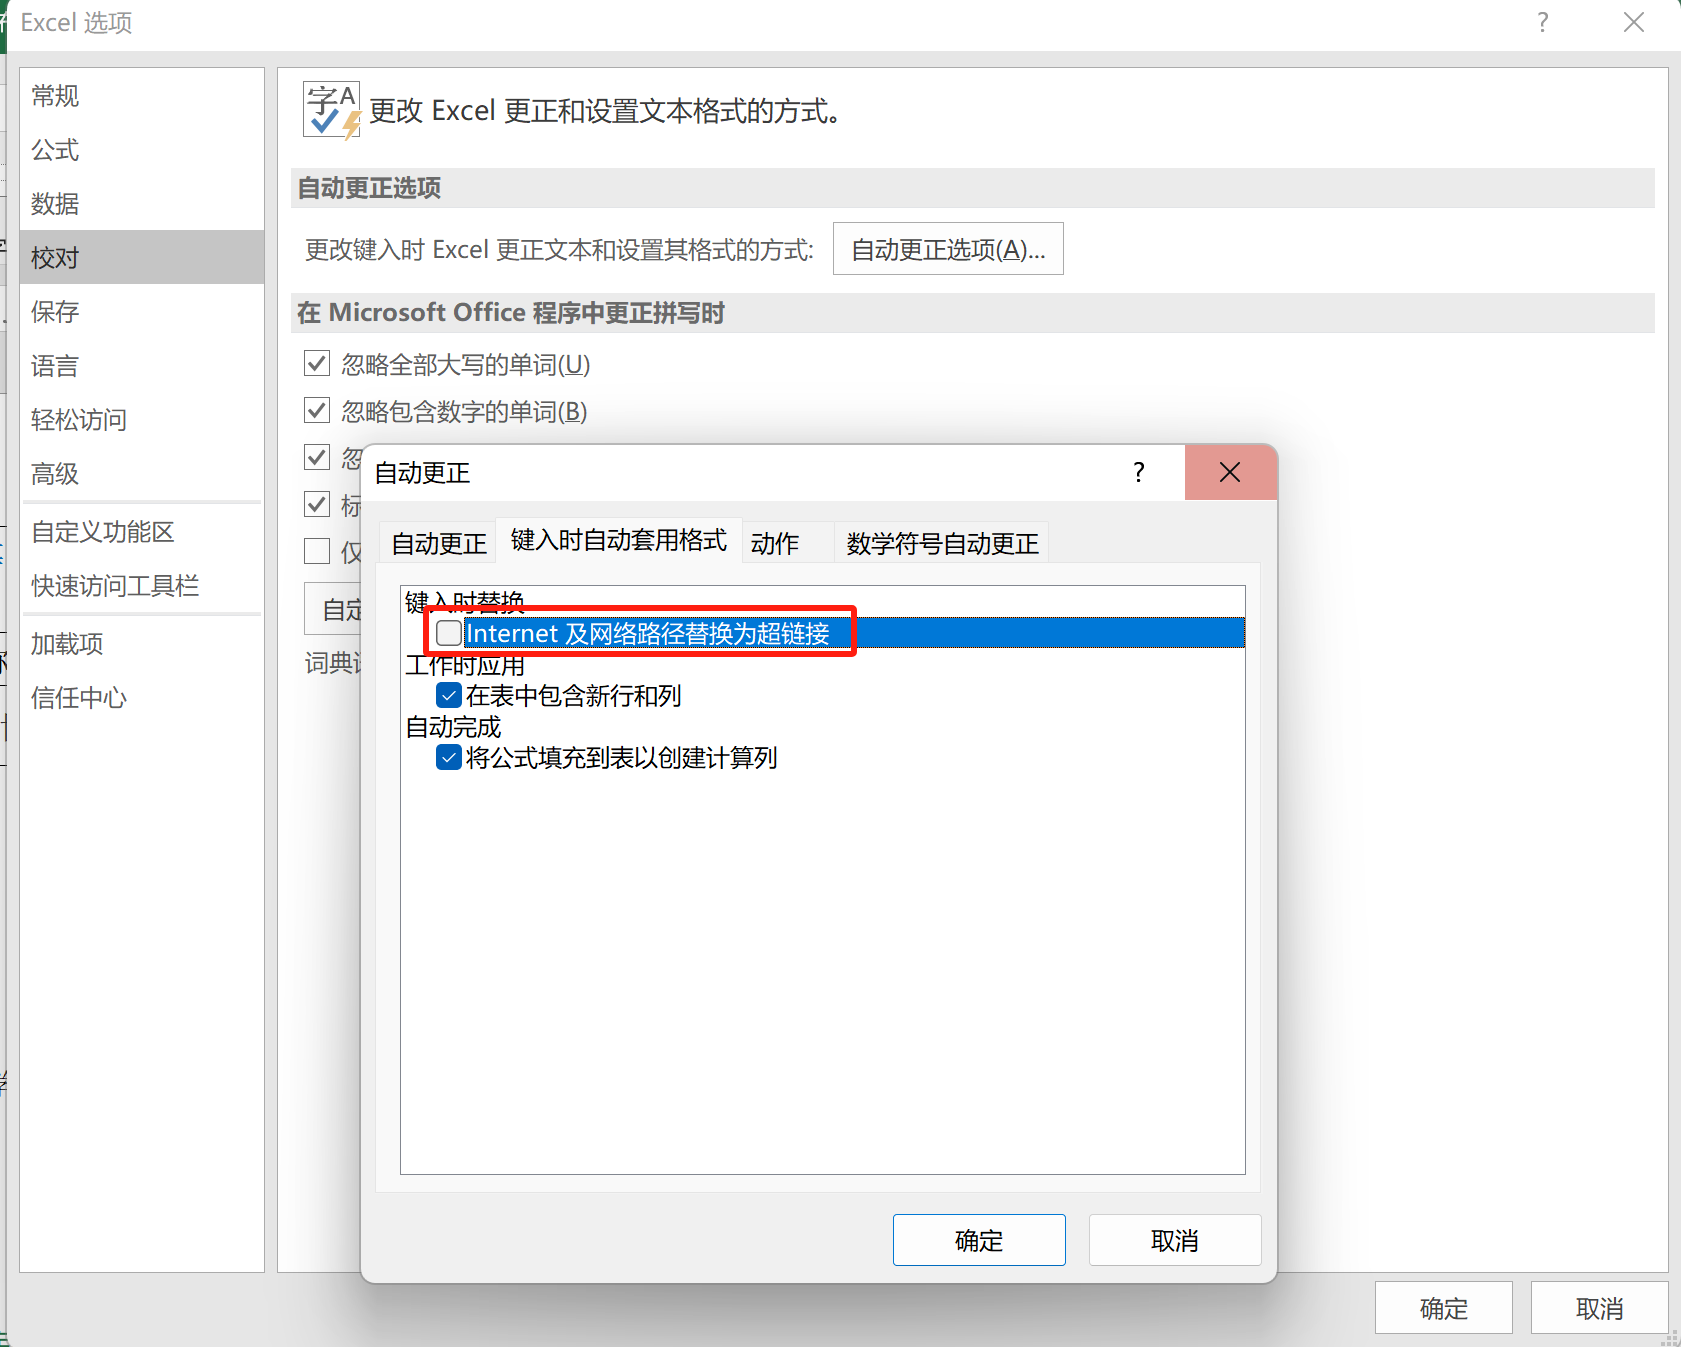 Excel 选项
常规
公式
数据
校对
保存
语言
轻松访问
高级
自定义功能区
快速访问工具栏
加载项
信任中心
更改 Excel 更正和设置文本格式的方式。
自动更正选项
更改键入时 Excel 更正文本和设置其格式的方式: 自动更正选项(A)...
在 Microsoft Office 程序中更正拼写时
忽略全部大写的单词(U)
忽略包含数字的单词(B)
忽
标
仅
自定
词典
自动更正
自动更正 键入时自动套用格式 动作 数学符号自动更正
键入时替换
Internet 及网络路径替换为超链接
工作时应用
在表中包含新行和列
自动完成
将公式填充到表以创建计算列
确定 取消
确定 取消